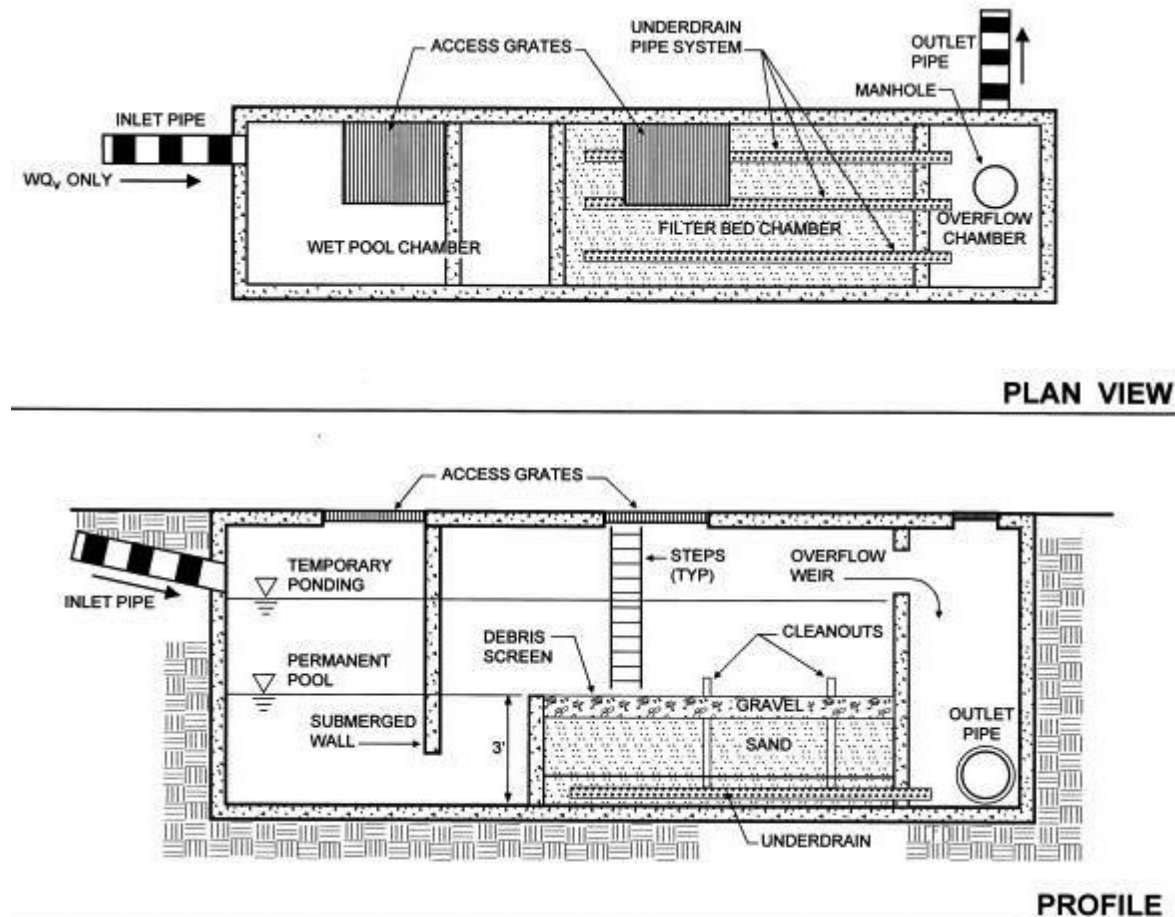 UNDERDRAIN
PIPE SYSTEM
ACCESS GRATES
OUTLET
PIPE
MANHOLE
INLET PIPE
WQv ONLY
WET POOL CHAMBER
FILTER BED CHAMBER
OVERFLOW
CHAMBER
PLAN VIEW
ACCESS GRATES
INLET PIPE
TEMPORARY
PONDING
STEPS
(TYP)
OVERFLOW
WEIR
DEBRIS
SCREEN
CLEANOUTS
PERMANENT
POOL
SUBMERGED
WALL
3'
GRAVEL
SAND
OUTLET
PIPE
UNDERDRAIN
PROFILE